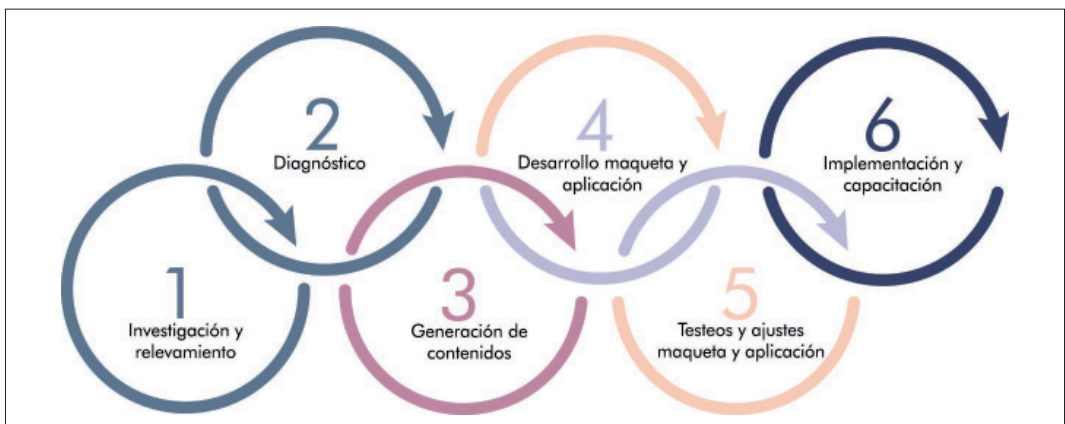 1
Investigación y
relevamiento
2
Diagnóstico
3
Generación de
contenidos
4
Desarrollo maqueta y
aplicación
5
Testeos y ajustes
maqueta y aplicación
6
Implementación y
capacitación